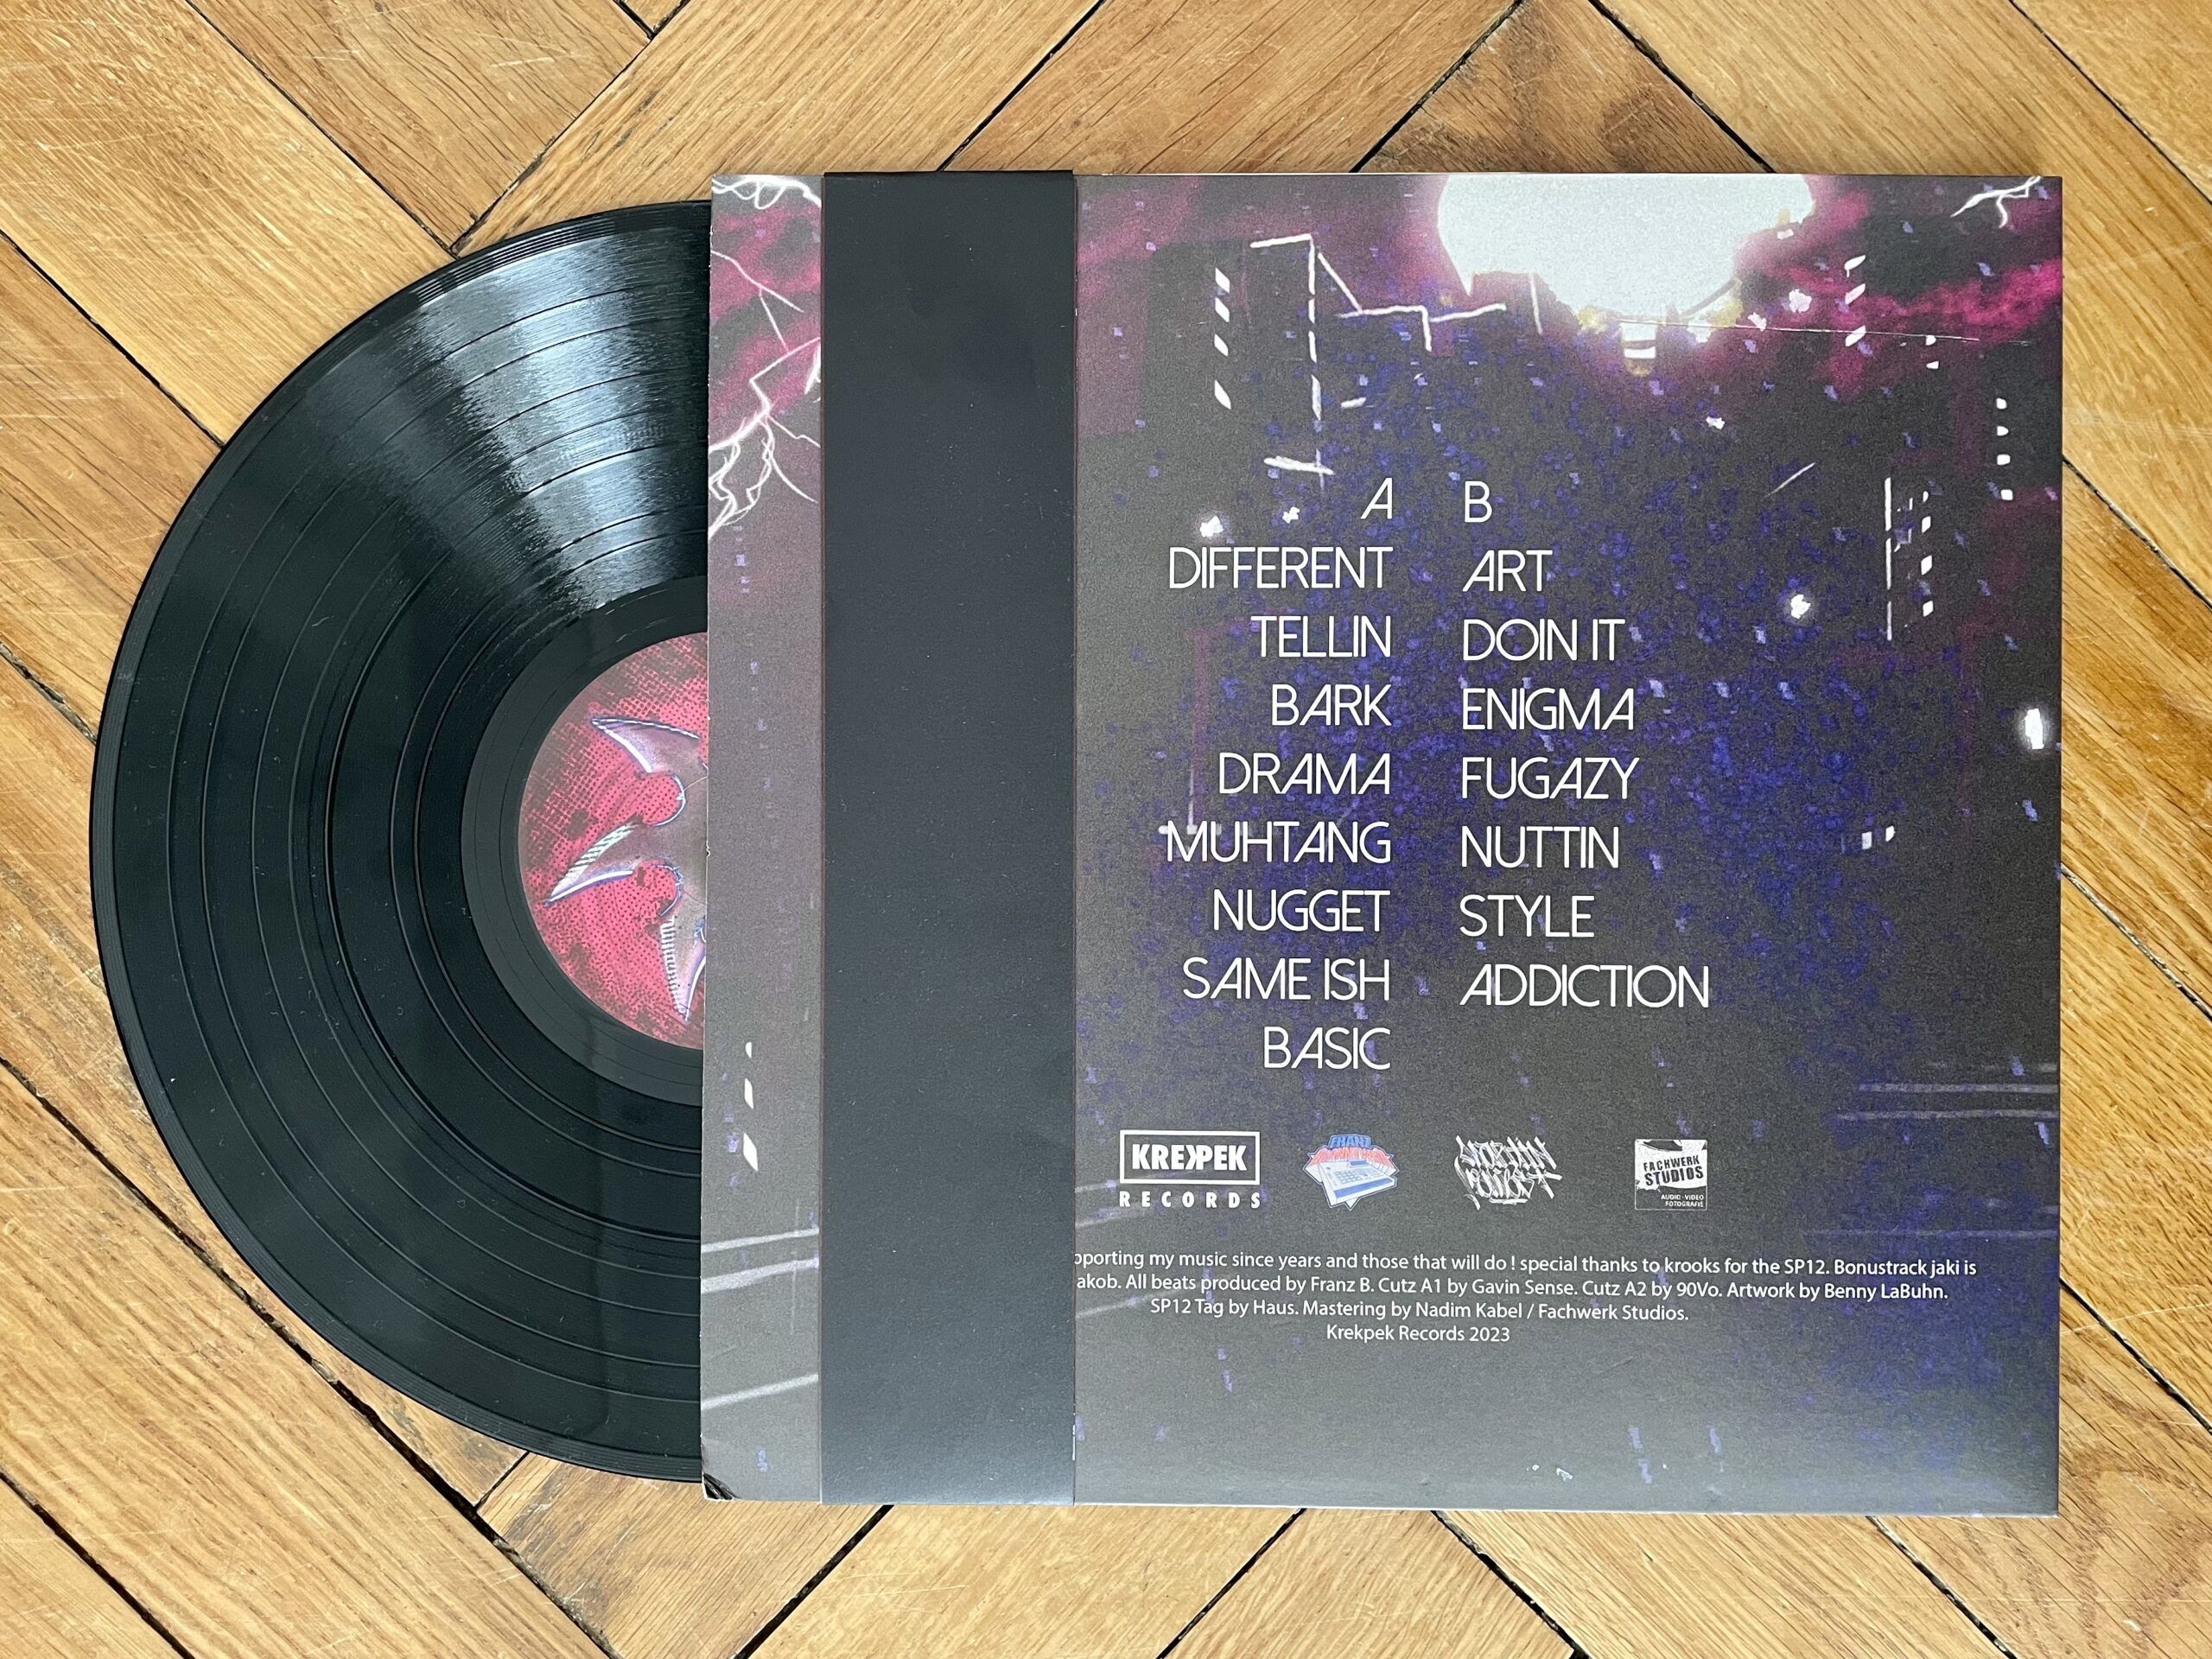 A
DIFFERENT
TELLIN
BARK
DRAMA
MUHTANG
NUGGET
SAME ISH
BASIC
B
ART
DOIN IT
ENIGMA
FUGAZY
NUTTIN
STYLE
ADDICTION
KREKPEK
RECORDS
FRANZ
FACHWERK
STUDIOS
AUDIO · VIDEO
FOTOGRAFIE
my music since years and those that will do ! special thanks to krooks for the SP12. Bonustrack jaki is
All beats produced by Franz B. Cutz A1 by Gavin Sense. Cutz A2 by 90Vo. Artwork by Benny LaBuhn.
SP12 Tag by Haus. Mastering by Nadim Kabel / Fachwerk Studios.
Krekpek Records 2023